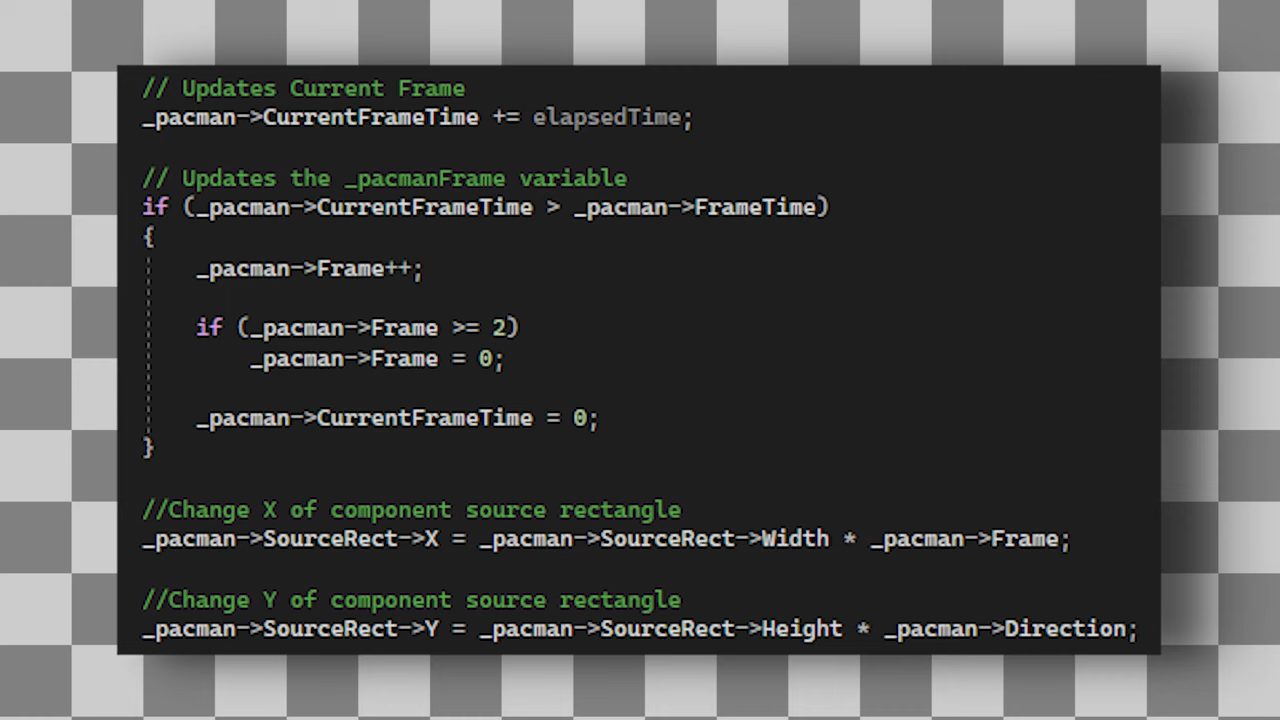 // Updates Current Frame
_pacman->CurrentFrameTime += elapsedTime;
// Updates the _pacmanFrame variable
if (_pacman->CurrentFrameTime > _pacman->FrameTime)
{
_pacman->Frame++;
if (_pacman->Frame >= 2)
_pacman->Frame = 0;
_pacman->CurrentFrameTime = 0;
}
//Change X of component source rectangle
_pacman->SourceRect->X = _pacman->SourceRect->Width * _pacman->Frame;
//Change Y of component source rectangle
_pacman->SourceRect->Y = _pacman->SourceRect->Height * _pacman->Direction;